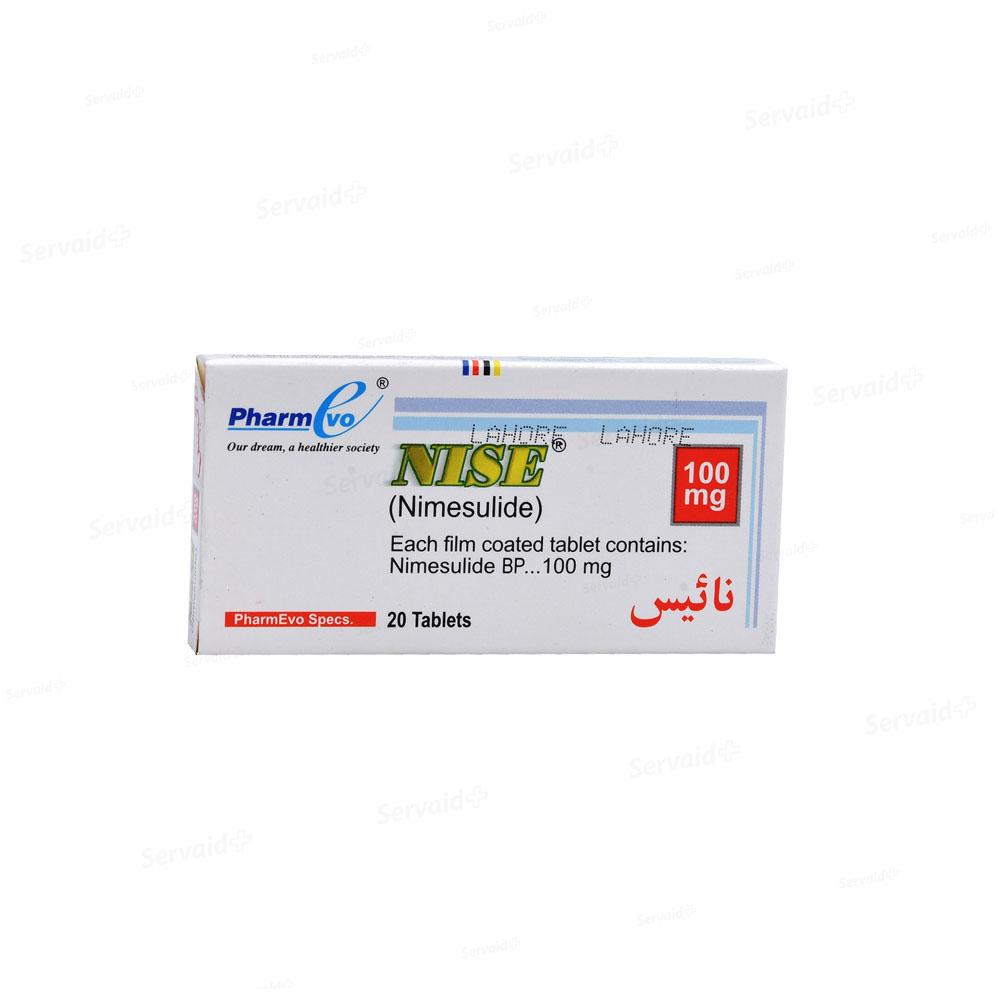 PharmEvo®
Our dream, a healthier society
LAHORE LAHORE
NISE®
(Nimesulide)
100
mg
Each film coated tablet contains:
Nimesulide BP...100 mg
نائیس
PharmEvo Specs.
20 Tablets
Servaid